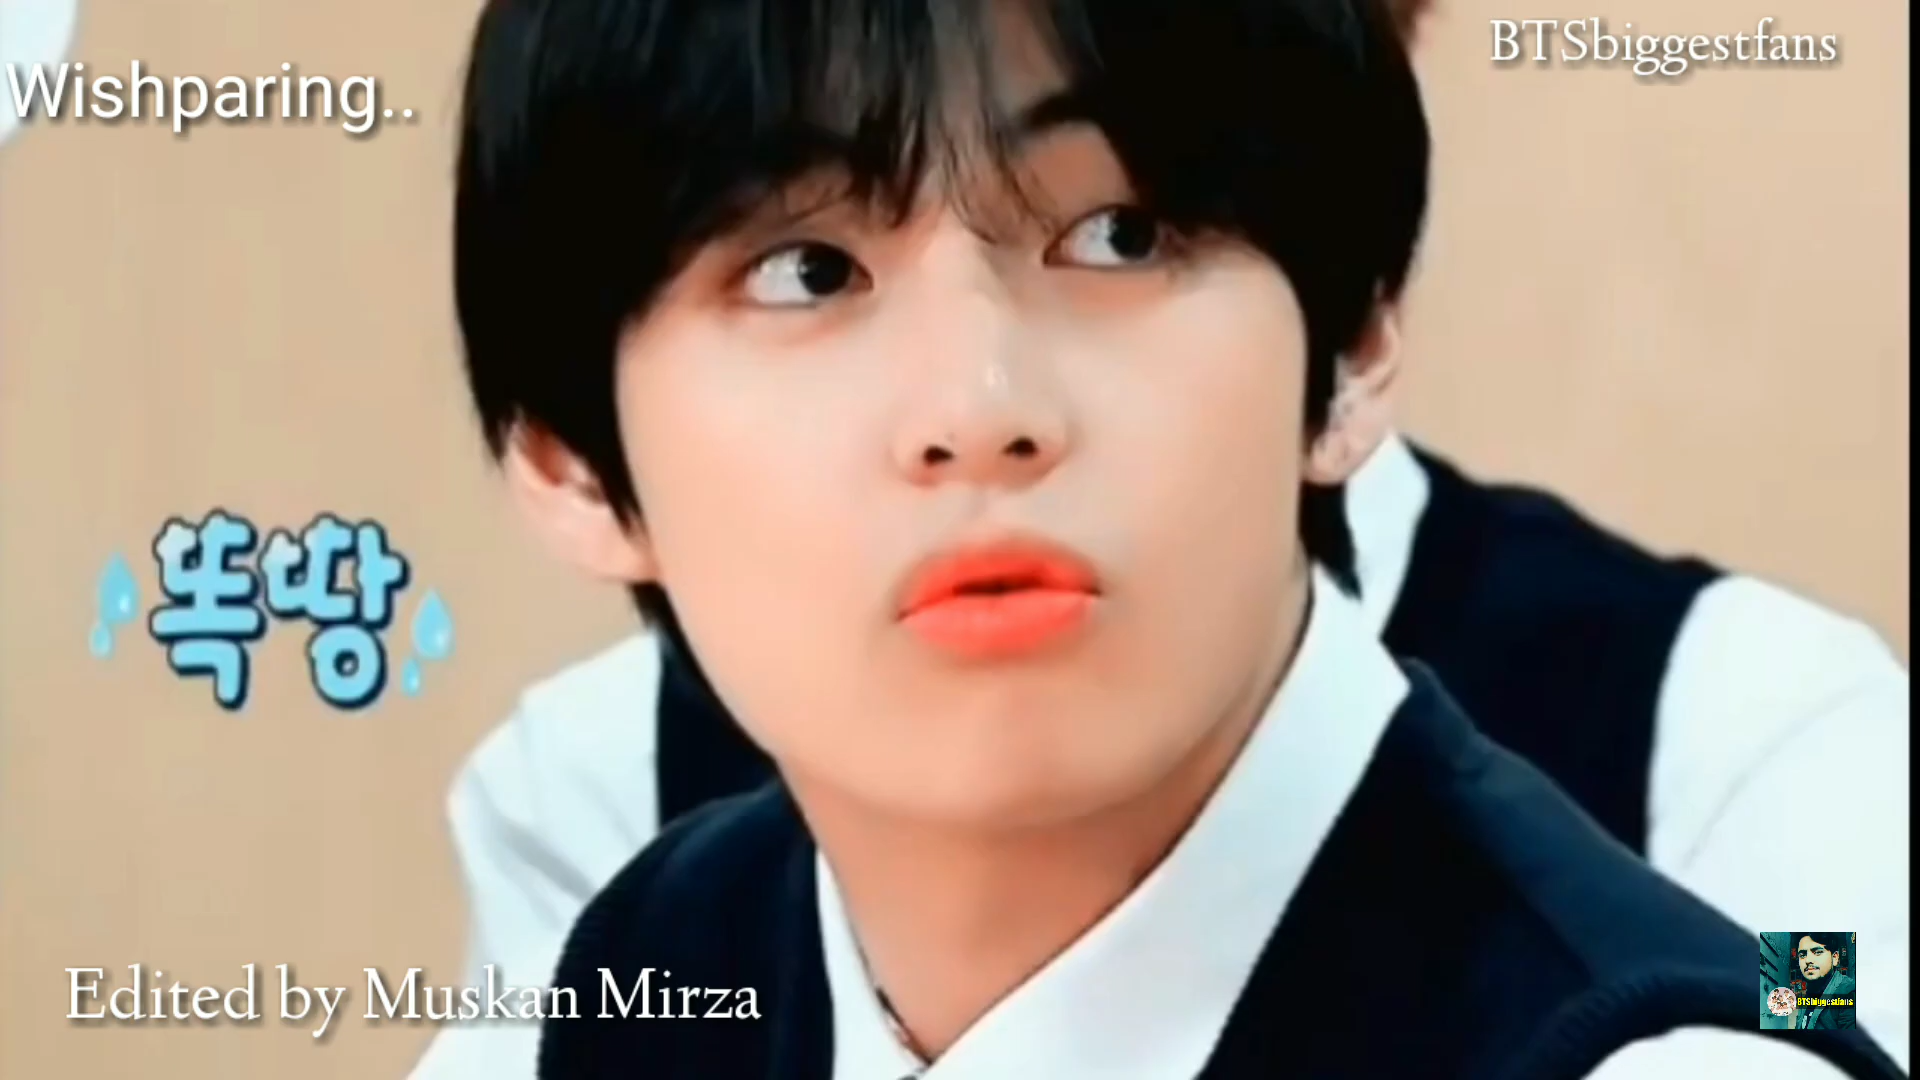 BTSbiggestfans
Wishparing..
똑땅
Edited by Muskan Mirza
BTSbiggestfans